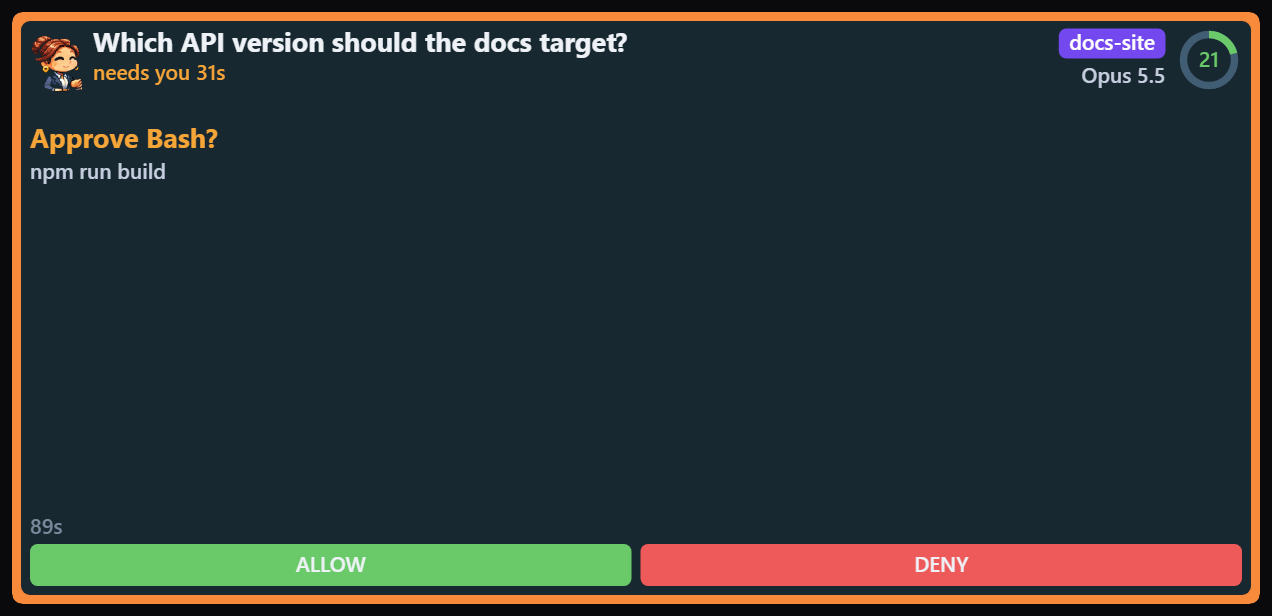 Which API version should the docs target?
needs you 31s
docs-site
Opus 5.5
21
Approve Bash?
npm run build
89s
ALLOW
DENY